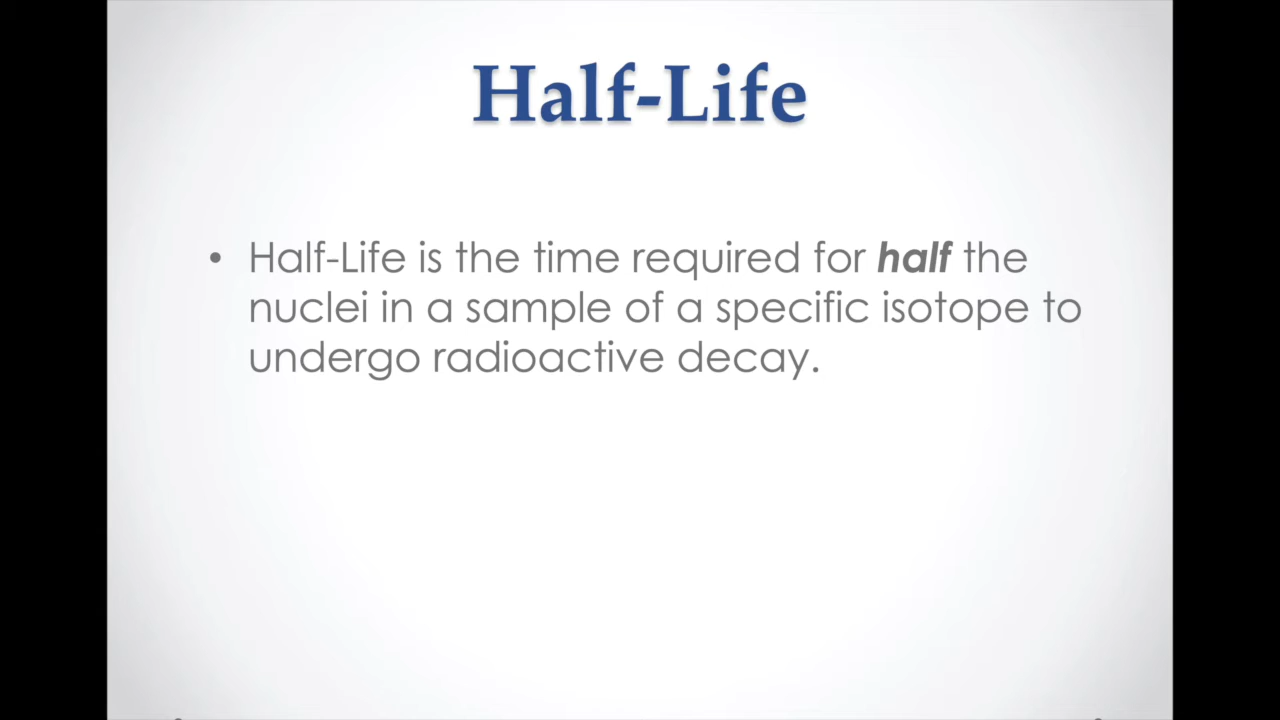 Half-Life
• Half-Life is the time required for half the
nuclei in a sample of a specific isotope to
undergo radioactive decay.